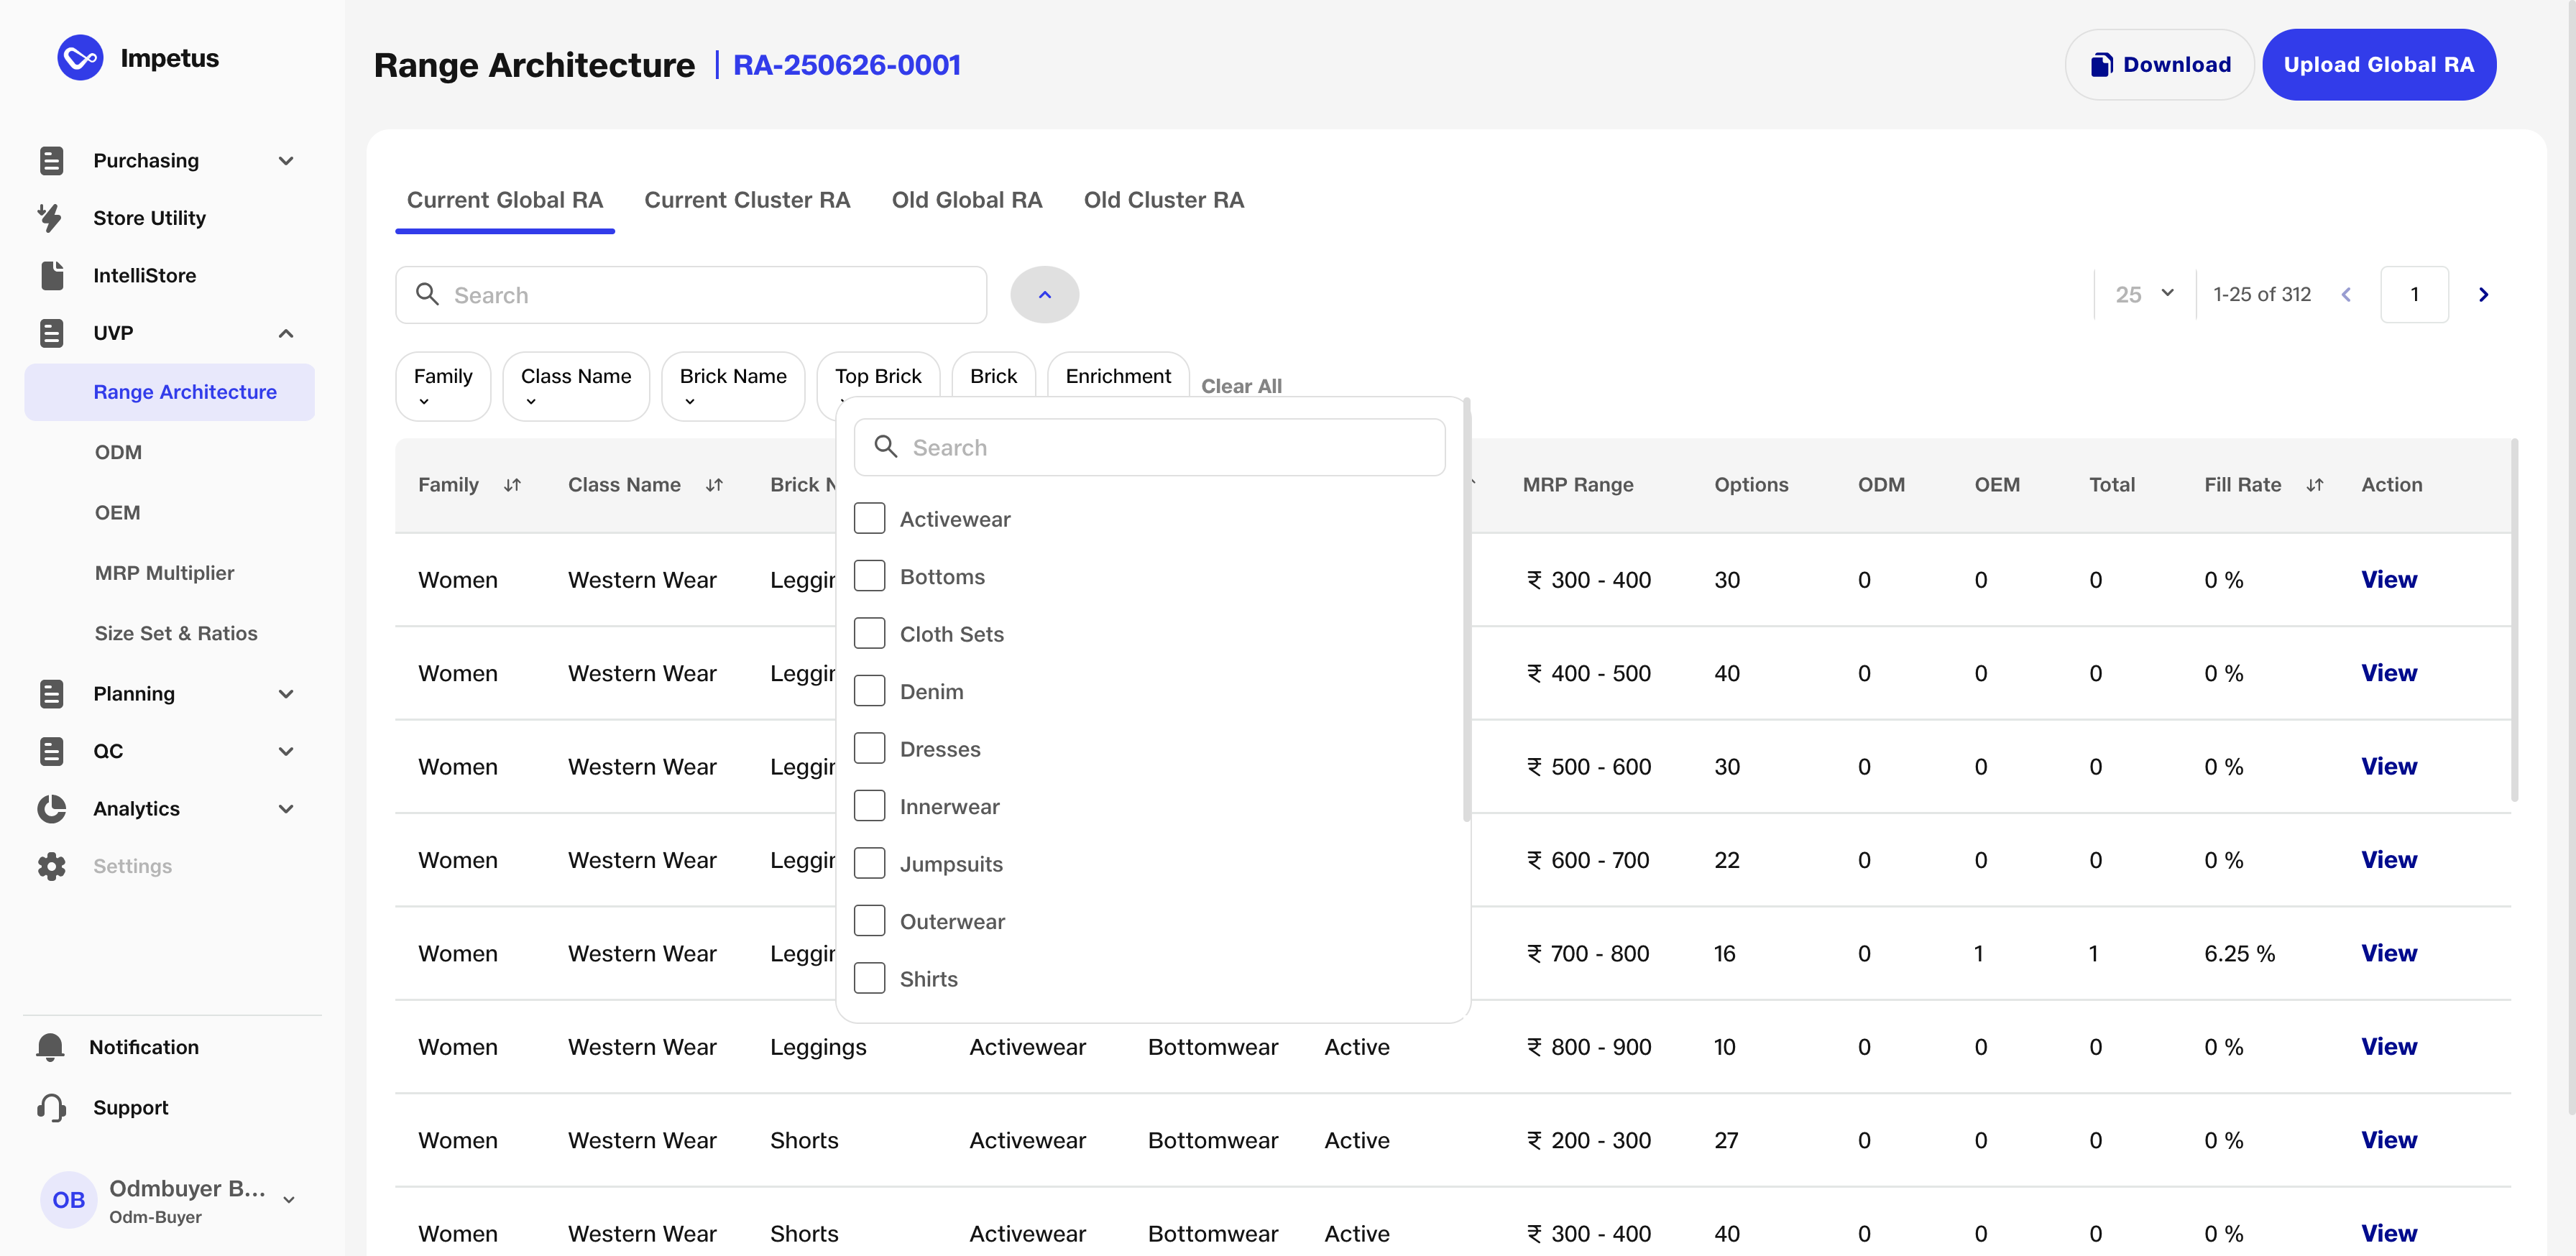 Impetus
Purchasing
Store Utility
IntelliStore
UVP
Range Architecture
ODM
OEM
MRP Multiplier
Size Set & Ratios
Planning
QC
Analytics
Settings
Notification
Support
OB
Odmbuyer B...
Odm-Buyer
Range Architecture | RA-250626-0001
Download
Upload Global RA
Current Global RA Current Cluster RA Old Global RA Old Cluster RA
Search
25 1-25 of 312 1
Family Class Name Brick Name Top Brick Brick Enrichment Clear All
Search
Activewear
Bottoms
Cloth Sets
Denim
Dresses
Innerwear
Jumpsuits
Outerwear
Shirts
Family Class Name Brick MRP Range Options ODM OEM Total Fill Rate Action
Women Western Wear ₹ 300 - 400 30 0 0 0 0 % View
Women Western Wear ₹ 400 - 500 40 0 0 0 0 % View
Women Western Wear ₹ 500 - 600 30 0 0 0 0 % View
Women Western Wear ₹ 600 - 700 22 0 0 0 0 % View
Women Western Wear ₹ 700 - 800 16 0 1 1 6.25 % View
Women Western Wear Leggings Activewear Bottomwear Active ₹ 800 - 900 10 0 0 0 0 % View
Women Western Wear Shorts Activewear Bottomwear Active ₹ 200 - 300 27 0 0 0 0 % View
Women Western Wear Shorts Activewear Bottomwear Active ₹ 300 - 400 40 0 0 0 0 % View